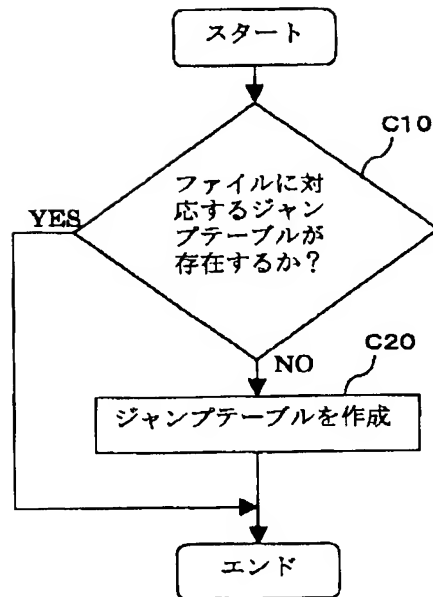 スタート
C10
ファイルに対
応するジャン
プテーブルが
存在するか?
YES
NO
C20
ジャンプテーブルを作成
エンド